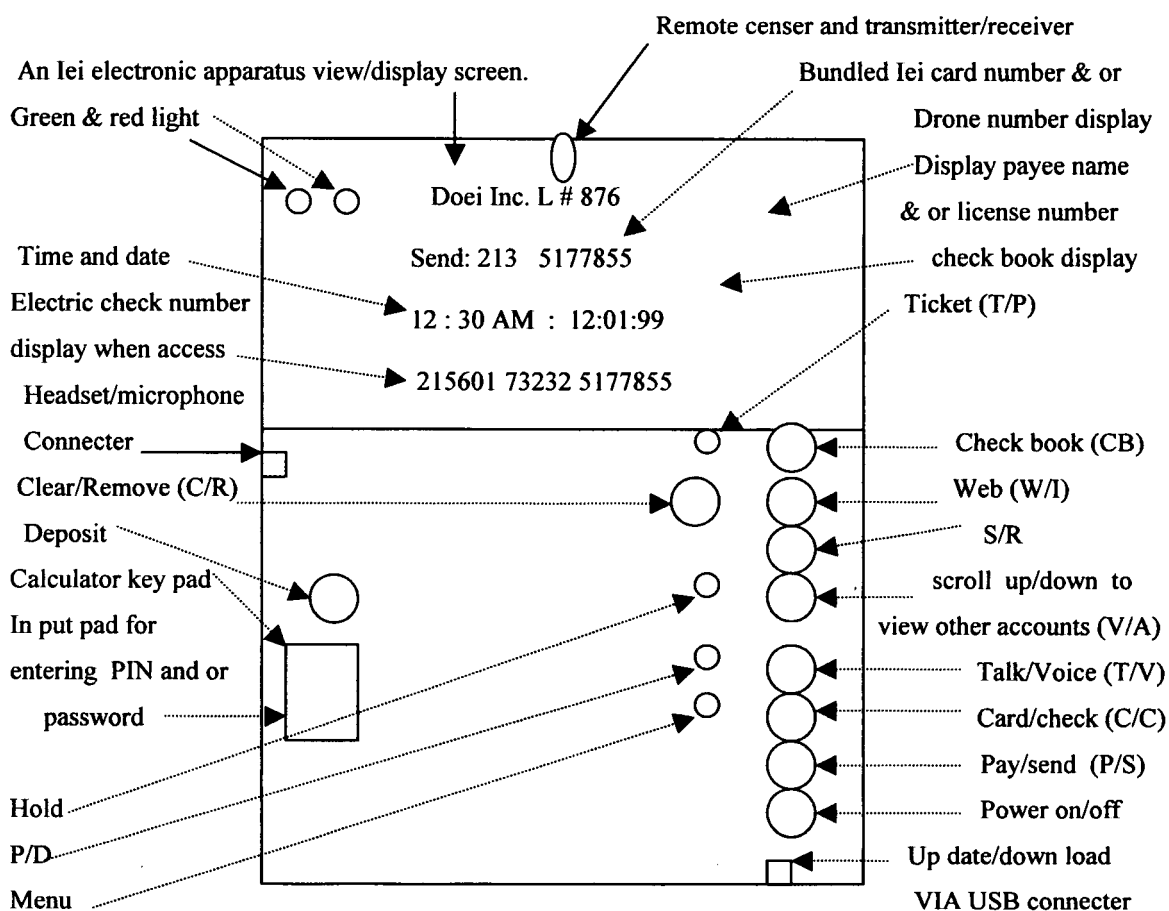 Remote censer and transmitter/receiver
An Iei electronic apparatus view/display screen.
Bundled Iei card number & or
Green & red light
Drone number display
Display payee name
Doei Inc. L # 876
& or license number
Time and date
Send: 213 5177855
check book display
Electric check number
12 : 30 AM : 12:01:99
Ticket (T/P)
display when access
215601 73232 5177855
Headset/microphone
Connecter
Check book (CB)
Clear/Remove (C/R)
Web (W/I)
Deposit
S/R
Calculator key pad
scroll up/down to
In put pad for
view other accounts (V/A)
entering PIN and or
Talk/Voice (T/V)
password
Card/check (C/C)
Pay/send (P/S)
Hold
Power on/off
P/D
Up date/down load
Menu
VIA USB connecter